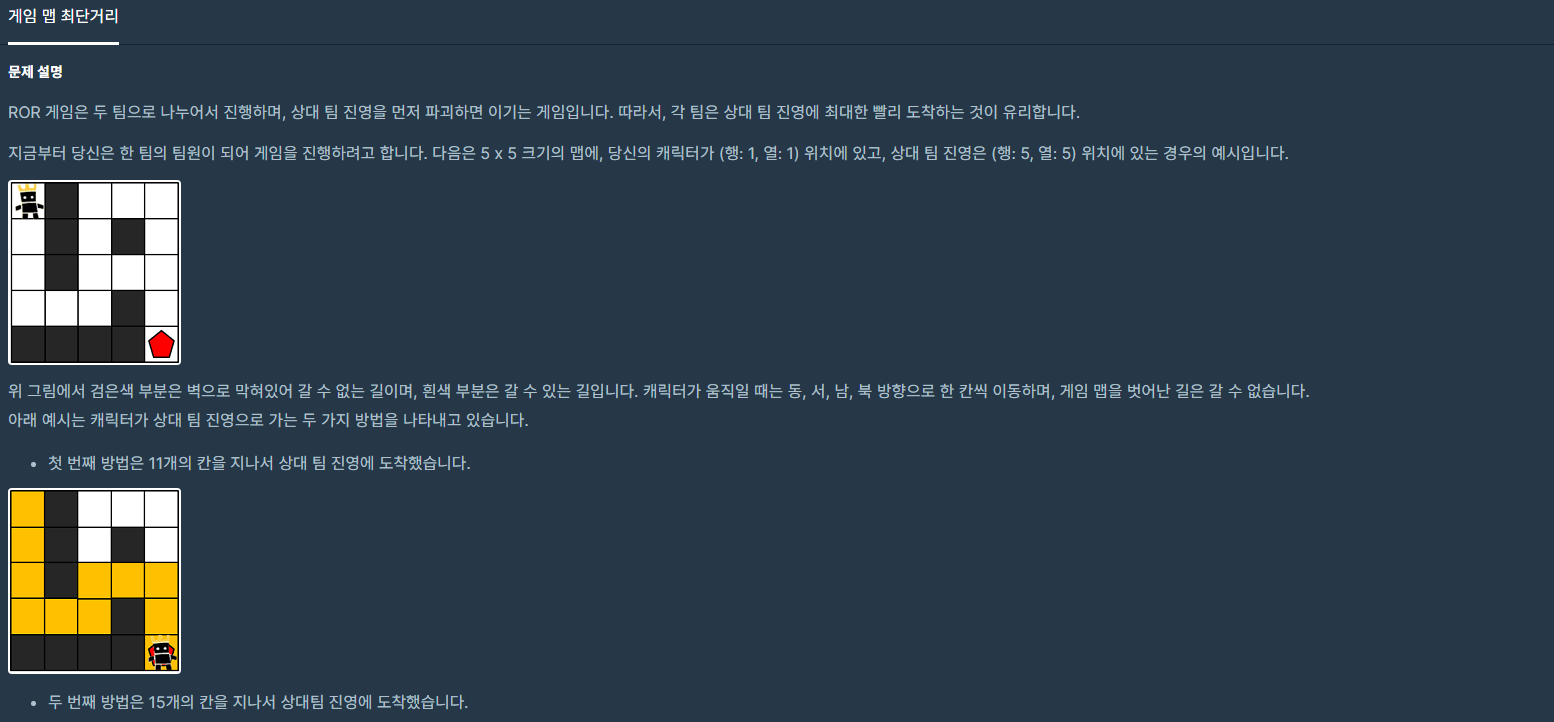 게임 맵 최단거리
문제 설명
ROR 게임은 두 팀으로 나누어서 진행하며, 상대 팀 진영을 먼저 파괴하면 이기는 게임입니다. 따라서, 각 팀은 상대 팀 진영에 최대한 빨리 도착하는 것이 유리합니다.
지금부터 당신은 한 팀의 팀원이 되어 게임을 진행하려고 합니다. 다음은 5 x 5 크기의 맵에, 당신의 캐릭터가 (행: 1, 열: 1) 위치에 있고, 상대 팀 진영은 (행: 5, 열: 5) 위치에 있는 경우의 예시입니다.
위 그림에서 검은색 부분은 벽으로 막혀있어 갈 수 없는 길이며, 흰색 부분은 갈 수 있는 길입니다. 캐릭터가 움직일 때는 동, 서, 남, 북 방향으로 한 칸씩 이동하며, 게임 맵을 벗어난 길은 갈 수 없습니다.
아래 예시는 캐릭터가 상대 팀 진영으로 가는 두 가지 방법을 나타내고 있습니다.
• 첫 번째 방법은 11개의 칸을 지나서 상대 팀 진영에 도착했습니다.
• 두 번째 방법은 15개의 칸을 지나서 상대팀 진영에 도착했습니다.